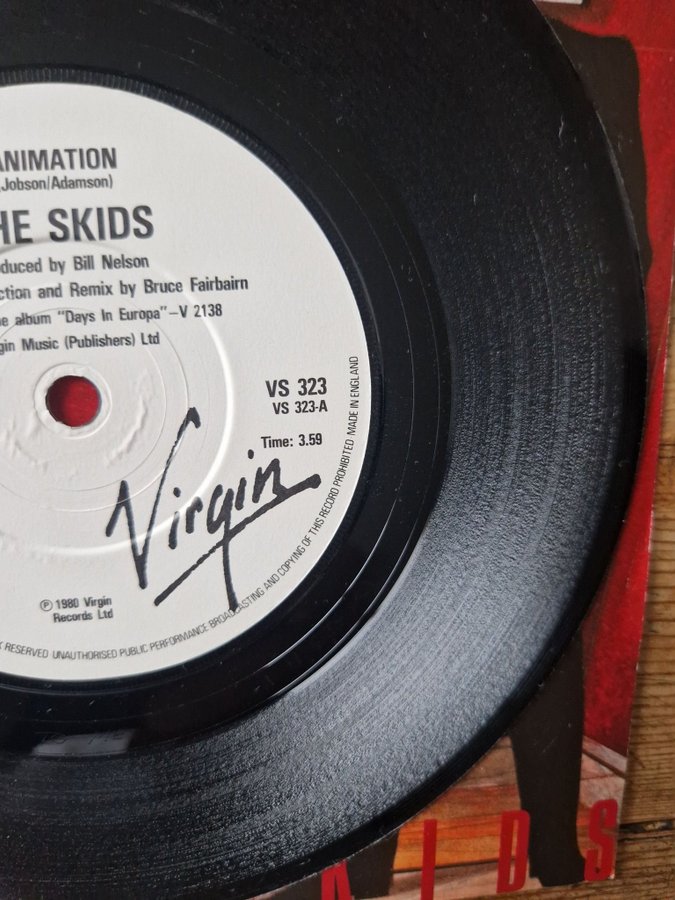 ANIMATION
Jobson/Adamson)
HE SKIDS
duced by Bill Nelson
ction and Remix by Bruce Fairbairn
e album "Days In Europa"–V 2138
gin Music (Publishers) Ltd
VS 323
VS 323-A
Time: 3.59
Virgin
℗ 1980 Virgin
Records Ltd
RESERVED UNAUTHORISED PUBLIC PERFORMANCE BROADCASTING AND COPYING OF THIS RECORD PROHIBITED MADE IN ENGLAND
KIDS